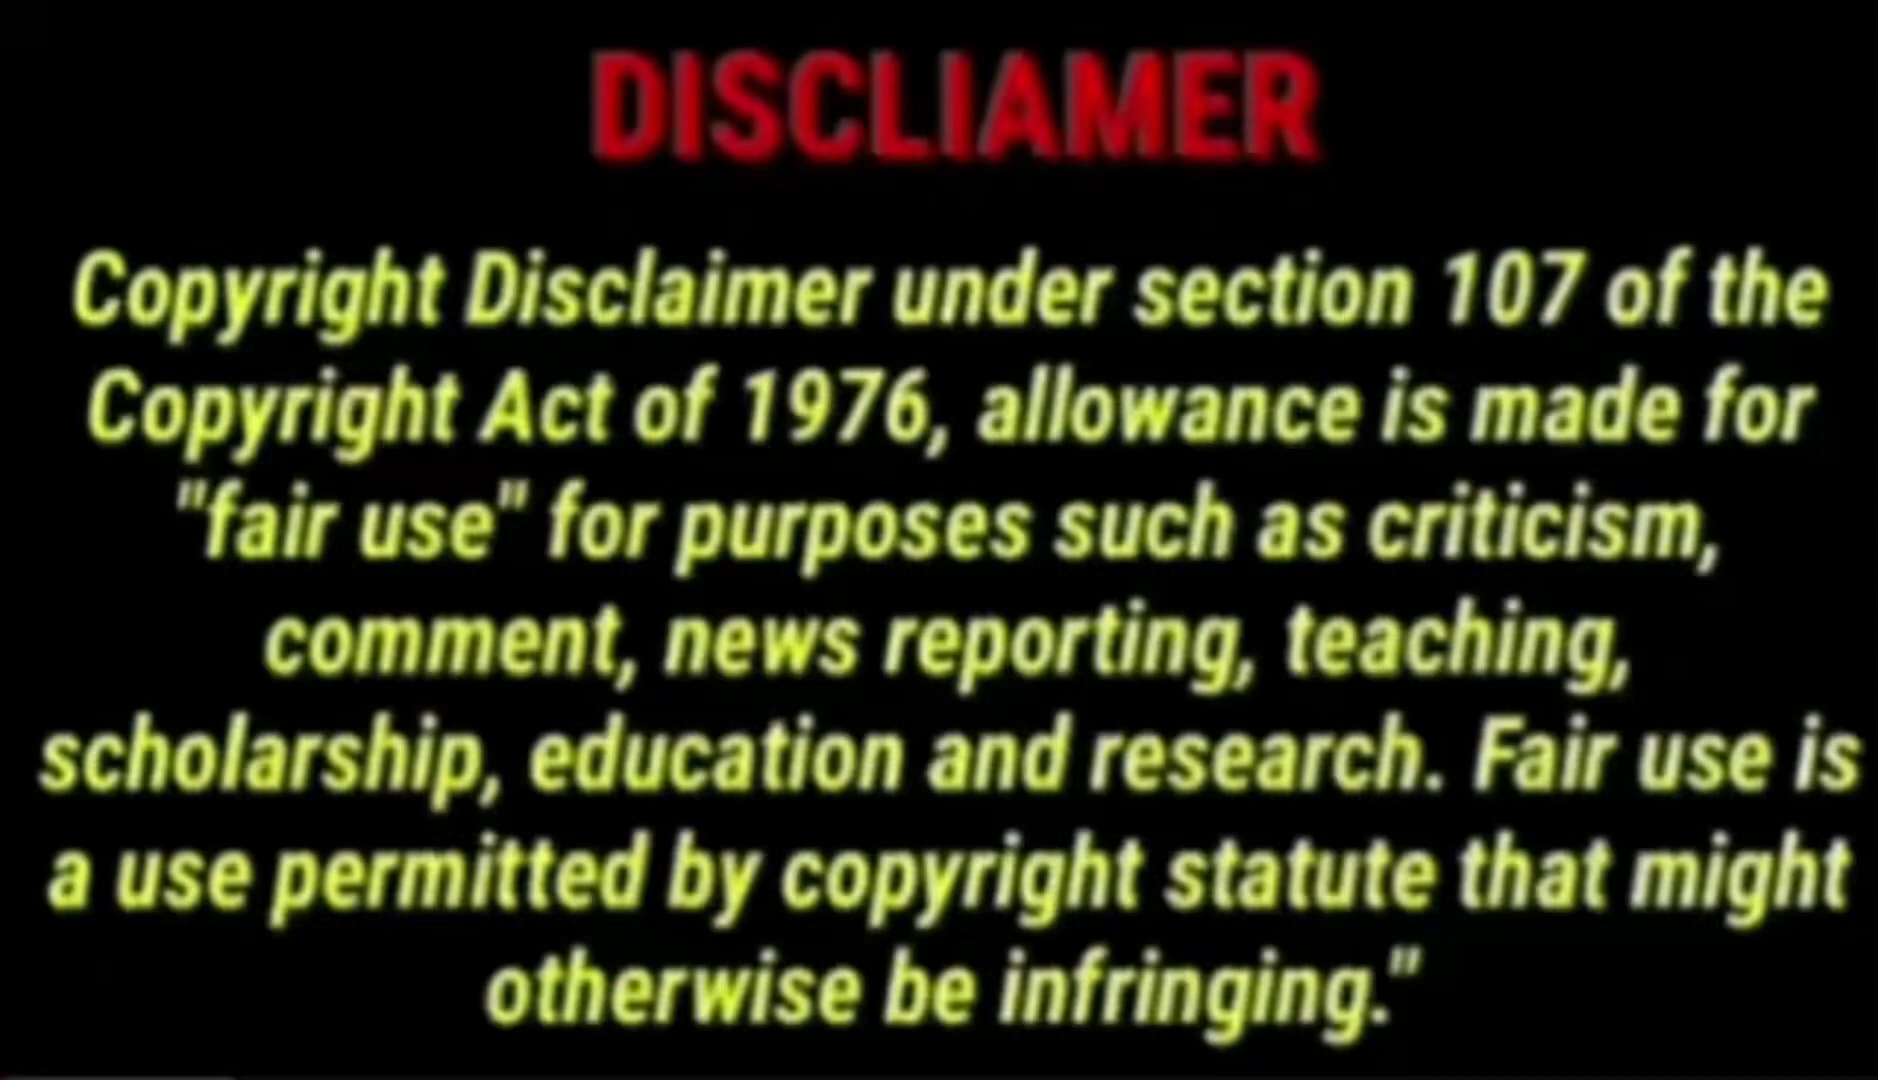 DISCLIAMER
Copyright Disclaimer under section 107 of the
Copyright Act of 1976, allowance is made for
"fair use" for purposes such as criticism,
comment, news reporting, teaching,
scholarship, education and research. Fair use is
a use permitted by copyright statute that might
otherwise be infringing."